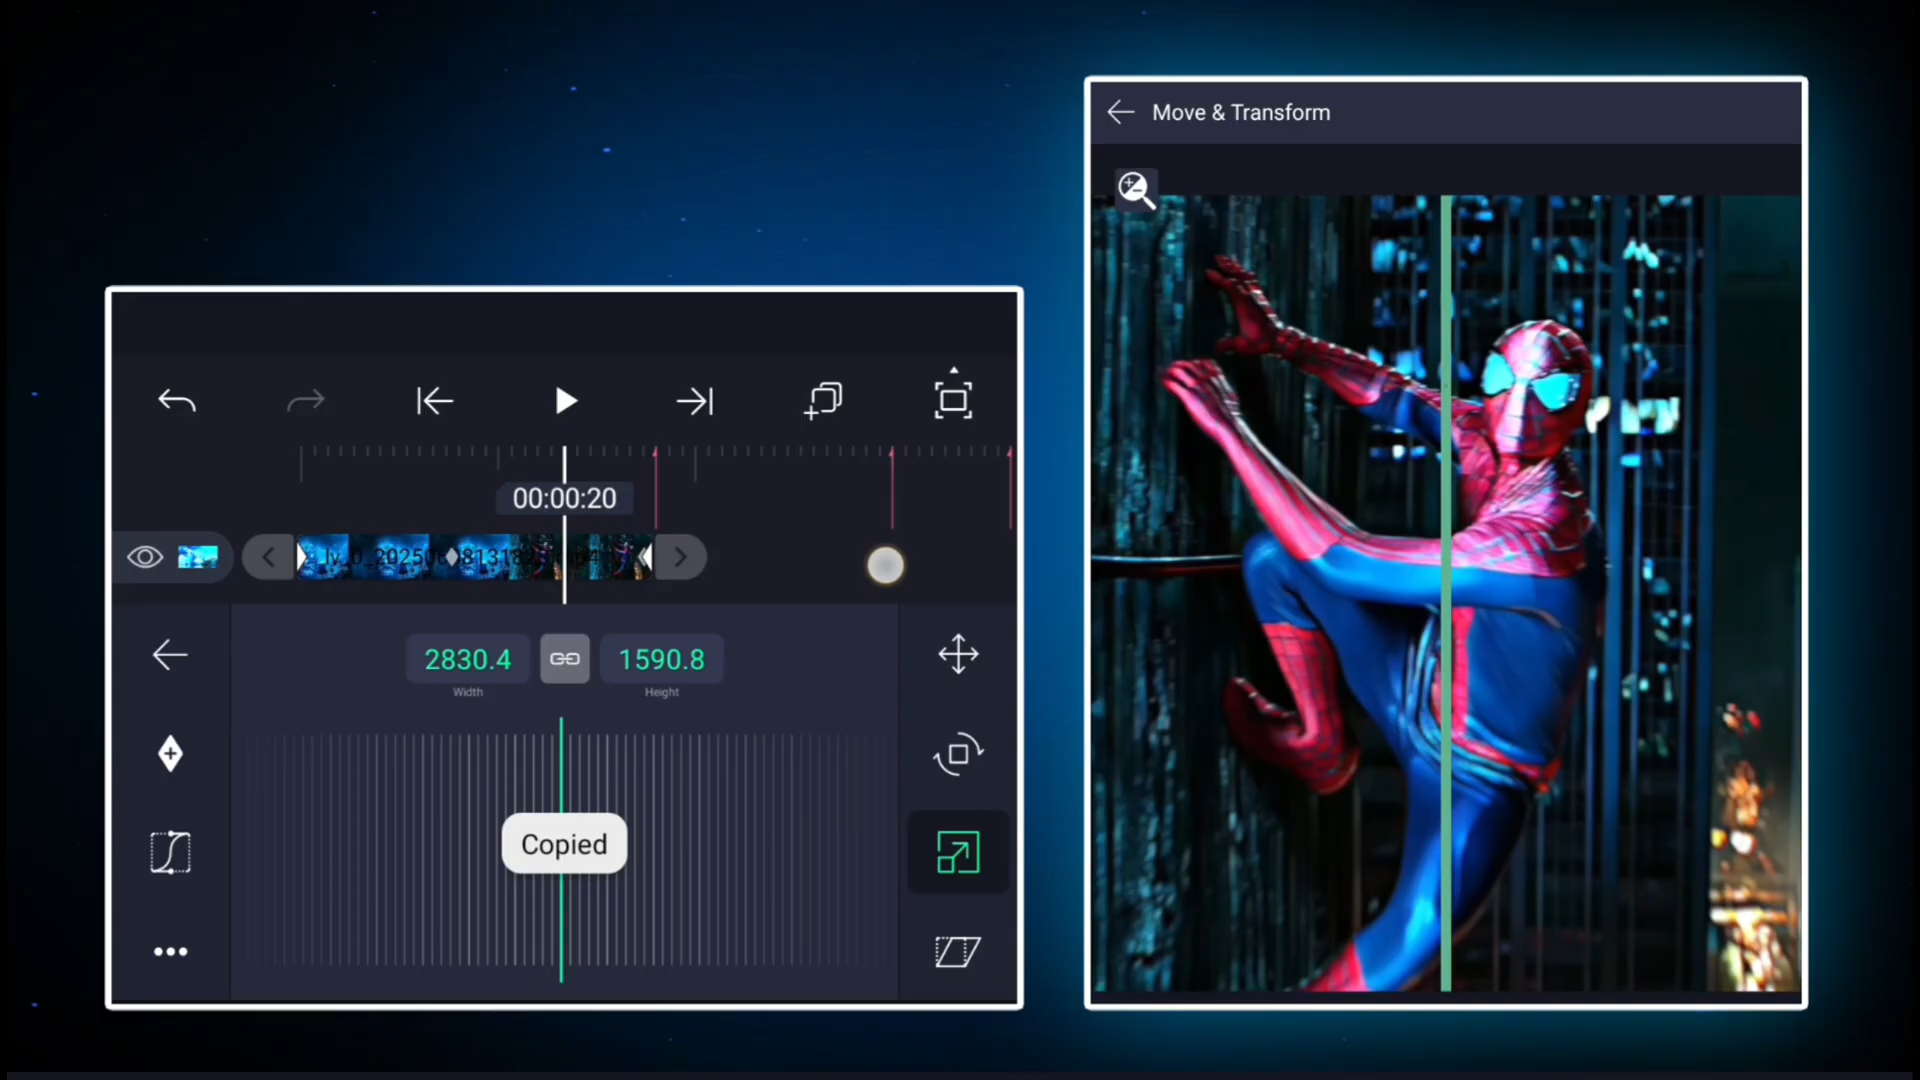 Move & Transform
00:00:20
2830.4
1590.8
Width
Height
Copied